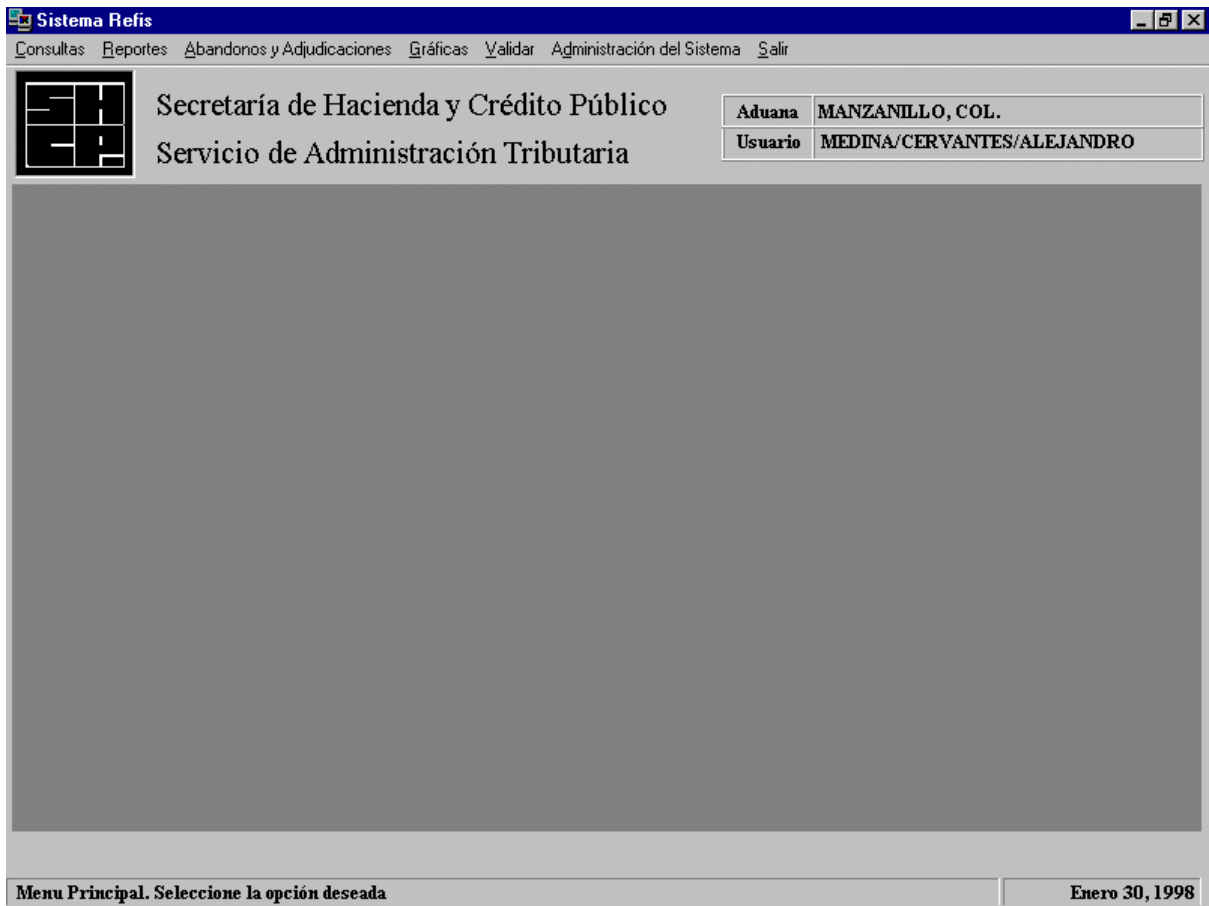 Sistema Refis
Consultas Reportes Abandonos y Adjudicaciones Gráficas Validar Administración del Sistema Salir
SHCP
Secretaría de Hacienda y Crédito Público
Servicio de Administración Tributaria
Aduana MANZANILLO, COL.
Usuario MEDINA/CERVANTES/ALEJANDRO
Menu Principal. Seleccione la opción deseada
Enero 30, 1998